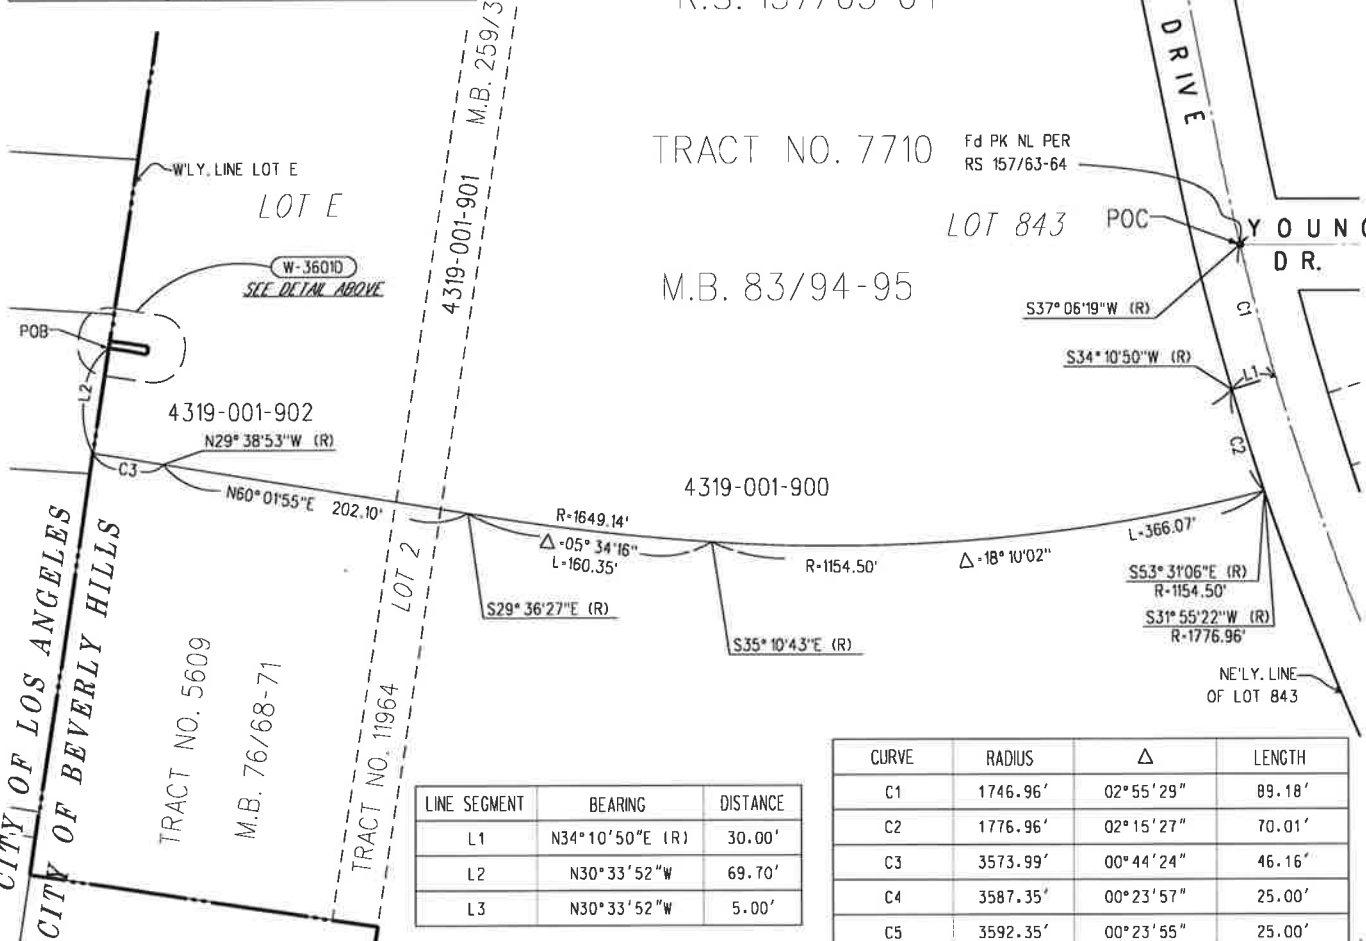 R.S. 157/63-64
M.B. 259/3
4319-001-901
DRIVE
TRACT NO. 7710
Fd PK NL PER
RS 157/63-64
W'LY. LINE LOT E
LOT E
LOT 843
POC
YOUNG
DR.
W-3601D
SEE DETAIL ABOVE
M.B. 83/94-95
S37°06'19"W (R)
C1
POB
S34°10'50"W (R)
L1
L2
4319-001-902
N29°38'53"W (R)
C2
C3
N60°01'55"E 202.10'
4319-001-900
R=1649.14'
Δ=05°34'16"
L=160.35'
R=1154.50'
Δ=18°10'02"
L=366.07'
S53°31'06"E (R)
R=1154.50'
S31°55'22"W (R)
R=1776.96'
S29°36'27"E (R)
S35°10'43"E (R)
NE'LY. LINE
OF LOT 843
CITY OF LOS ANGELES
CITY OF BEVERLY HILLS
TRACT NO. 5609
M.B. 76/68-71
LOT 2
TRACT NO. 11964
LINE SEGMENT BEARING DISTANCE
L1 N34°10'50"E (R) 30.00'
L2 N30°33'52"W 69.70'
L3 N30°33'52"W 5.00'
CURVE RADIUS Δ LENGTH
C1 1746.96' 02°55'29" 89.18'
C2 1776.96' 02°15'27" 70.01'
C3 3573.99' 00°44'24" 46.16'
C4 3587.35' 00°23'57" 25.00'
C5 3592.35' 00°23'55" 25.00'